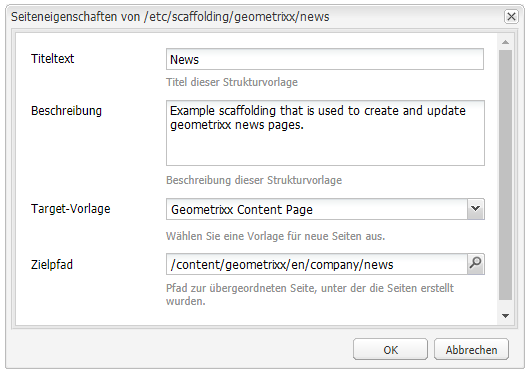 Seiteneigenschaften von /etc/scaffolding/geometrixx/news
Titeltext
News
Titel dieser Strukturvorlage
Beschreibung
Example scaffolding that is used to create and update
geometrixx news pages.
Beschreibung dieser Strukturvorlage
Target-Vorlage
Geometrixx Content Page
Wählen Sie eine Vorlage für neue Seiten aus.
Zielpfad
/content/geometrixx/en/company/news
Pfad zur übergeordneten Seite, unter der die Seiten erstellt
wurden.
OK
Abbrechen